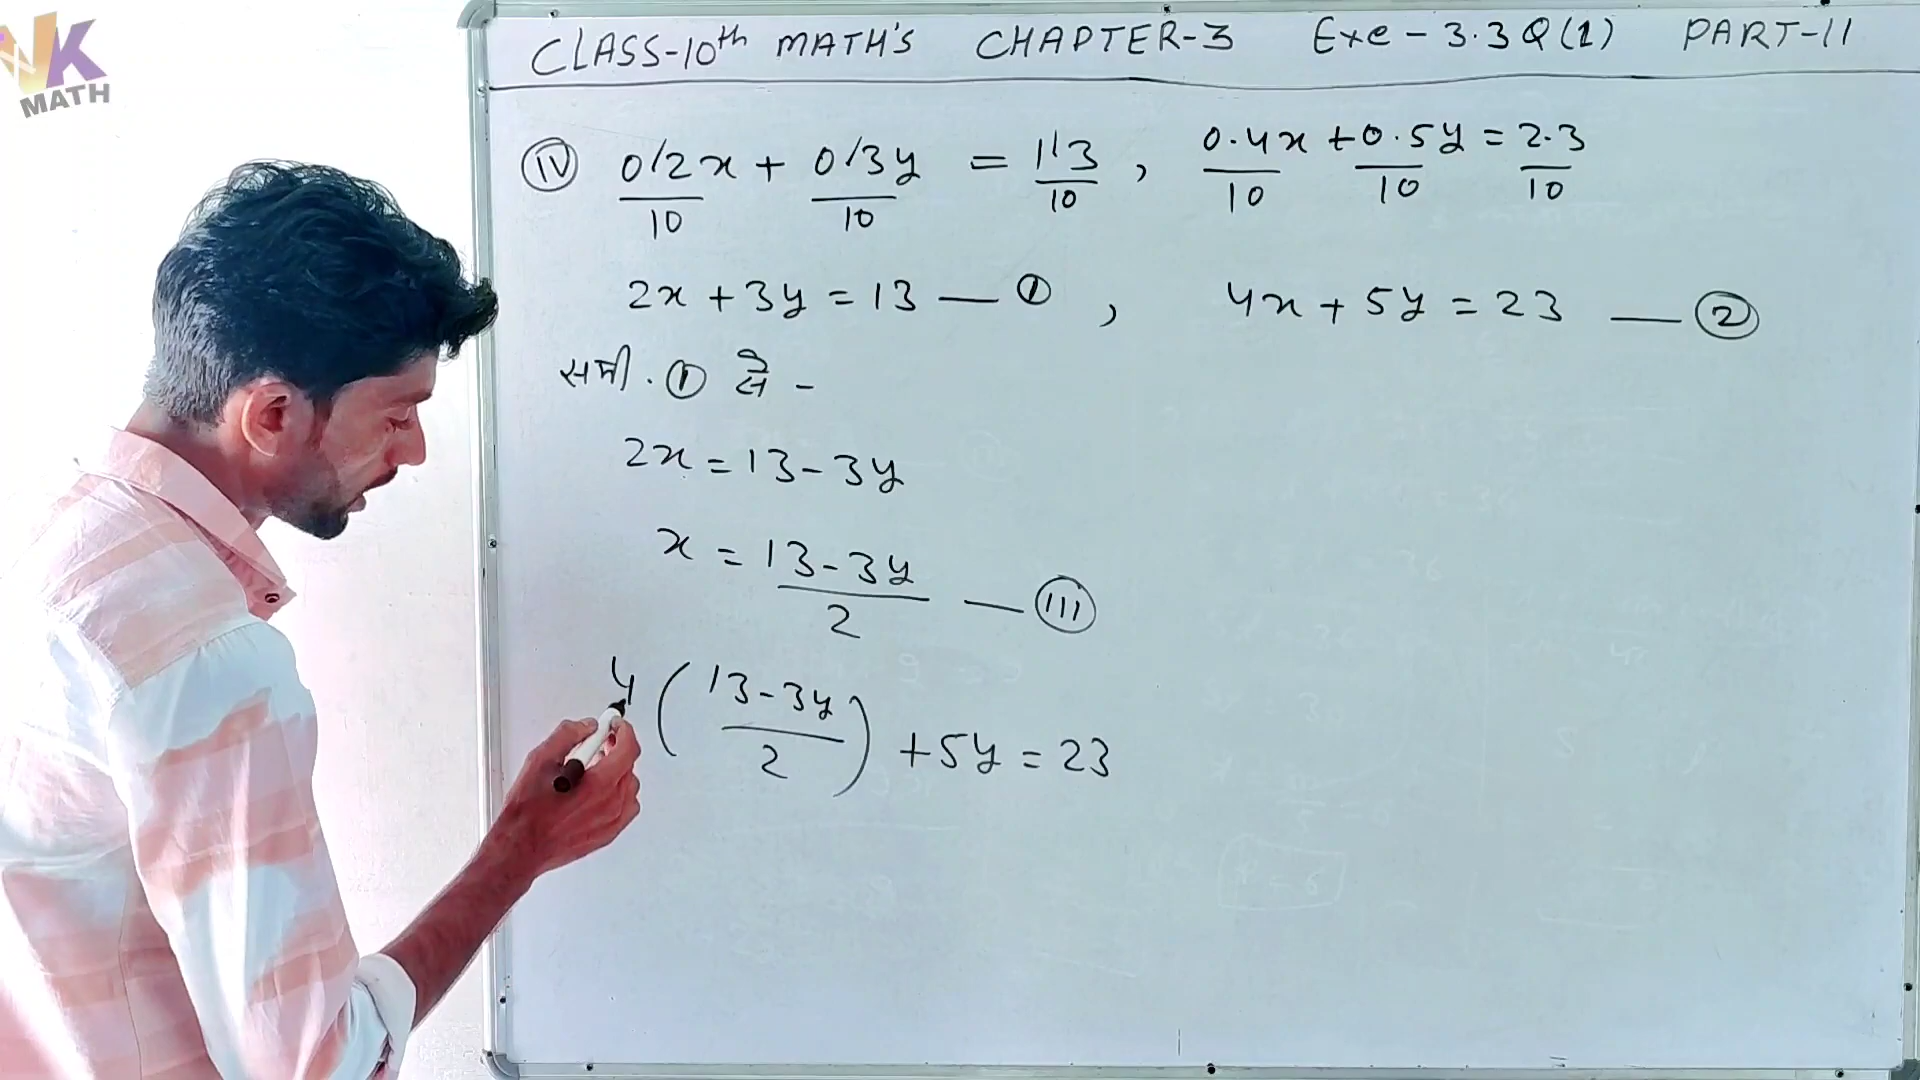 VK
MATH
CLASS-10th MATH'S CHAPTER-3 Exe-3.3 Q(1) PART-11
(iv) 0/2x/10 + 0/3y/10 = 1'3/10 , 0.4x/10 + 0.5y/10 = 2.3/10
2x + 3y = 13 — ① , 4x + 5y = 23 — ②
समी. ① से -
2x = 13 - 3y
x = 13 - 3y/2 — (III)
4 (13 - 3y/2) + 5y = 23